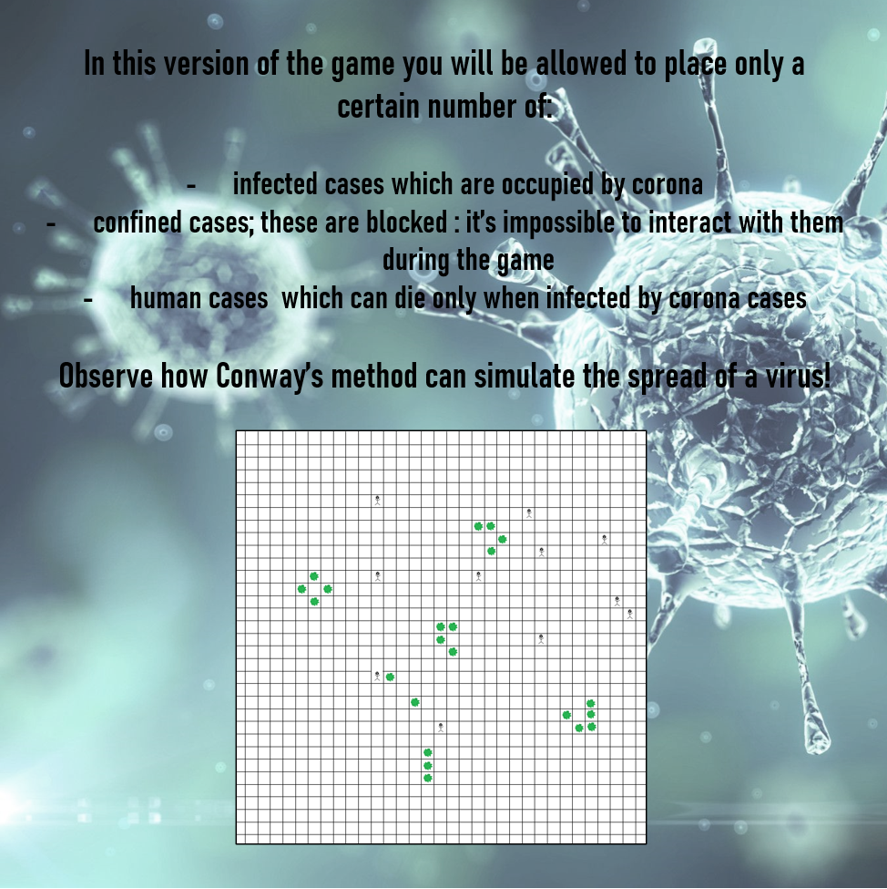 In this version of the game you will be allowed to place only a
certain number of:
- infected cases which are occupied by corona
- confined cases; these are blocked : it's impossible to interact with them
during the game
- human cases which can die only when infected by corona cases
Observe how Conway's method can simulate the spread of a virus!